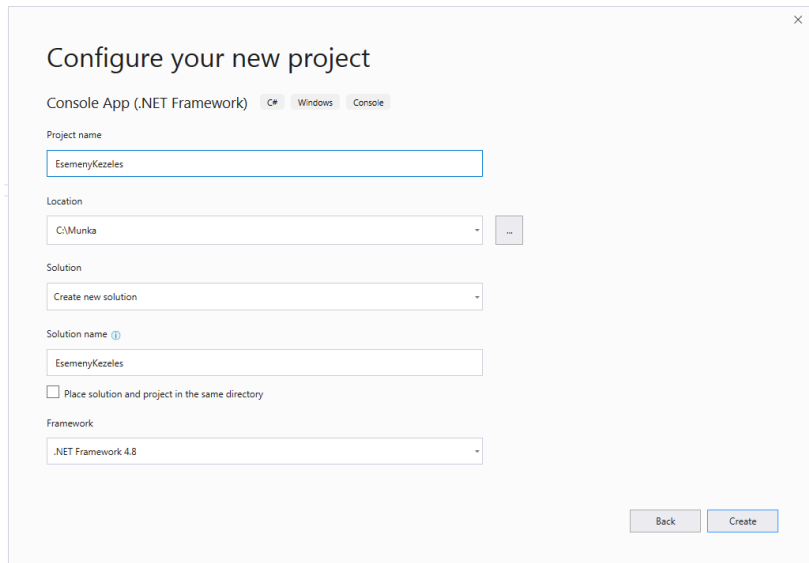 Configure your new project
Console App (.NET Framework) C# Windows Console
Project name
EsemenyKezeles
Location
C:\Munka
...
Solution
Create new solution
Solution name
EsemenyKezeles
Place solution and project in the same directory
Framework
.NET Framework 4.8
Back Create